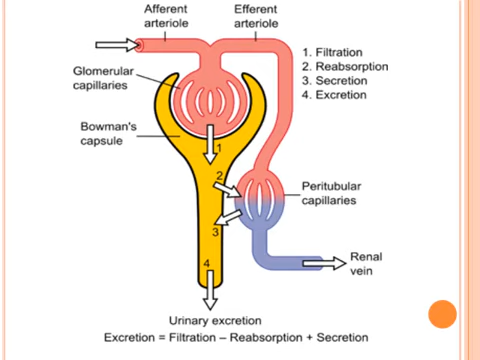 Afferent
arteriole
Efferent
arteriole
1. Filtration
2. Reabsorption
3. Secretion
4. Excretion
Glomerular
capillaries
Bowman's
capsule
1
2
Peritubular
capillaries
3
4
Renal
vein
Urinary excretion
Excretion = Filtration – Reabsorption + Secretion